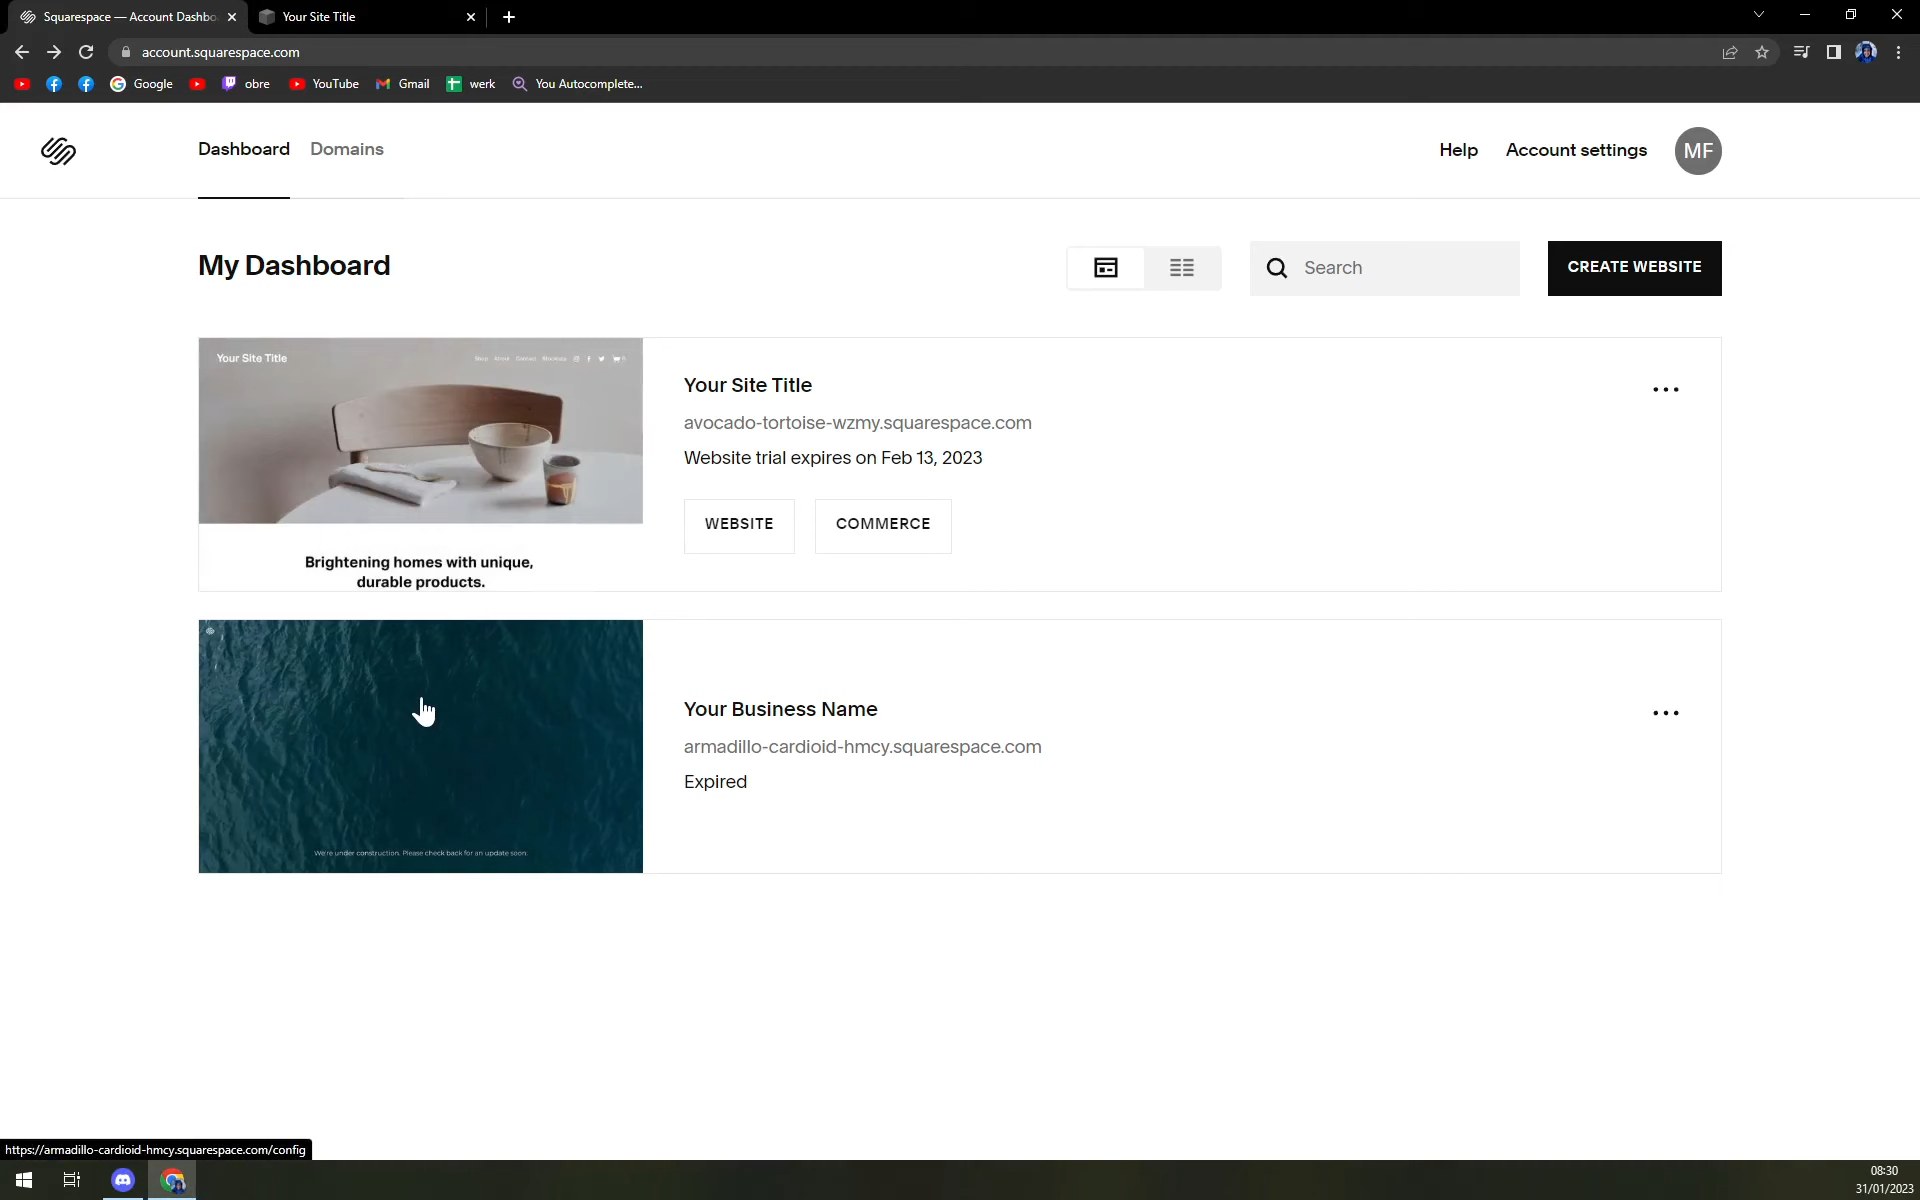 Squarespace — Account Dashbo
Your Site Title
account.squarespace.com
Google
obre
YouTube
Gmail
werk
You Autocomplete...
Dashboard
Domains
Help
Account settings
MF
My Dashboard
Search
CREATE WEBSITE
Your Site Title
Shop About Contact
Your Site Title
avocado-tortoise-wzmy.squarespace.com
Website trial expires on Feb 13, 2023
WEBSITE
COMMERCE
Brightening homes with unique,
durable products.
Your Business Name
armadillo-cardioid-hmcy.squarespace.com
Expired
We're under construction. Please check back for an update soon.
https://armadillo-cardioid-hmcy.squarespace.com/config
08:30
31/01/2023